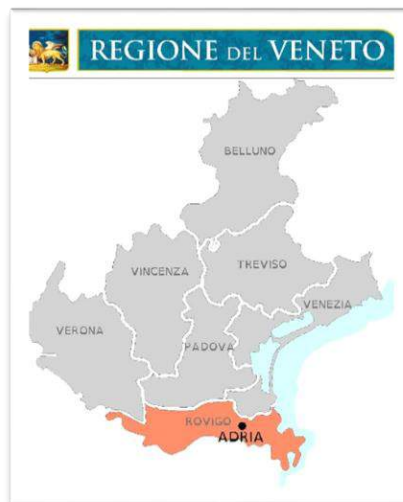 REGIONE DEL VENETO
BELLUNO
TREVISO
VINCENZA
VENEZIA
VERONA
PADOVA
ROVIGO
ADRIA